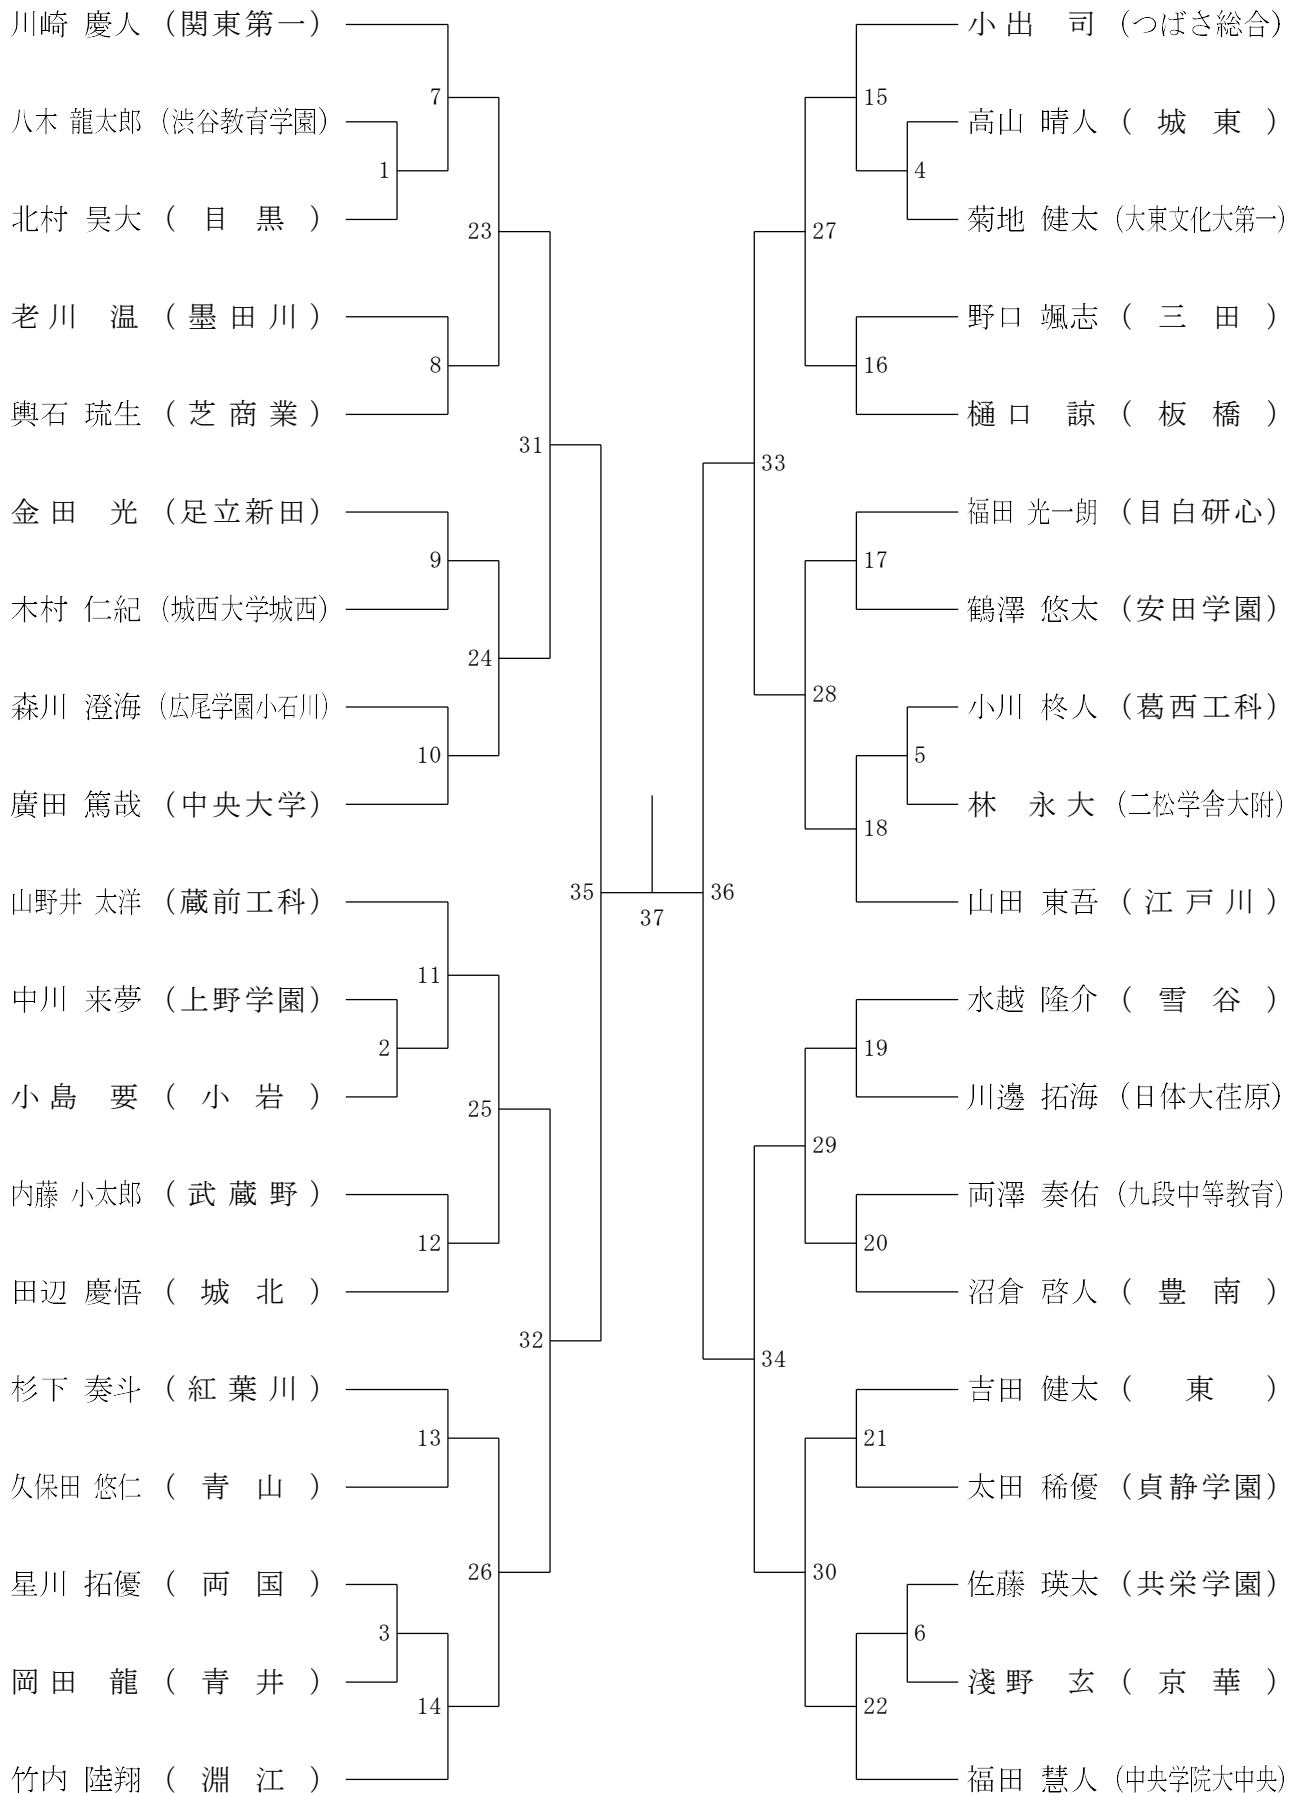 川崎 慶人 (関東第一)
八木 龍太郎 (渋谷教育学園)
北村 昊大 (目黒)
老川 温 (墨田川)
輿石 琉生 (芝商業)
金田 光 (足立新田)
木村 仁紀 (城西大学城西)
森川 澄海 (広尾学園小石川)
廣田 篤哉 (中央大学)
山野井 太洋 (蔵前工科)
中川 来夢 (上野学園)
小島 要 (小岩)
内藤 小太郎 (武蔵野)
田辺 慶悟 (城北)
杉下 奏斗 (紅葉川)
久保田 悠仁 (青山)
星川 拓優 (両国)
岡田 龍 (青井)
竹内 陸翔 (淵江)
7
1
23
8
31
9
24
10
35
11
2
25
12
32
13
26
3
14
37
36
15
4
27
16
33
17
28
5
18
19
29
20
34
21
30
6
22
小出 司 (つばさ総合)
高山 晴人 (城東)
菊地 健太 (大東文化大第一)
野口 颯志 (三田)
樋口 諒 (板橋)
福田 光一朗 (目白研心)
鶴澤 悠太 (安田学園)
小川 柊人 (葛西工科)
林 永大 (二松学舎大附)
山田 東吾 (江戸川)
水越 隆介 (雪谷)
川邊 拓海 (日体大荏原)
両澤 奏佑 (九段中等教育)
沼倉 啓人 (豊南)
吉田 健太 (東)
太田 稀優 (貞静学園)
佐藤 瑛太 (共栄学園)
淺野 玄 (京華)
福田 慧人 (中央学院大中央)